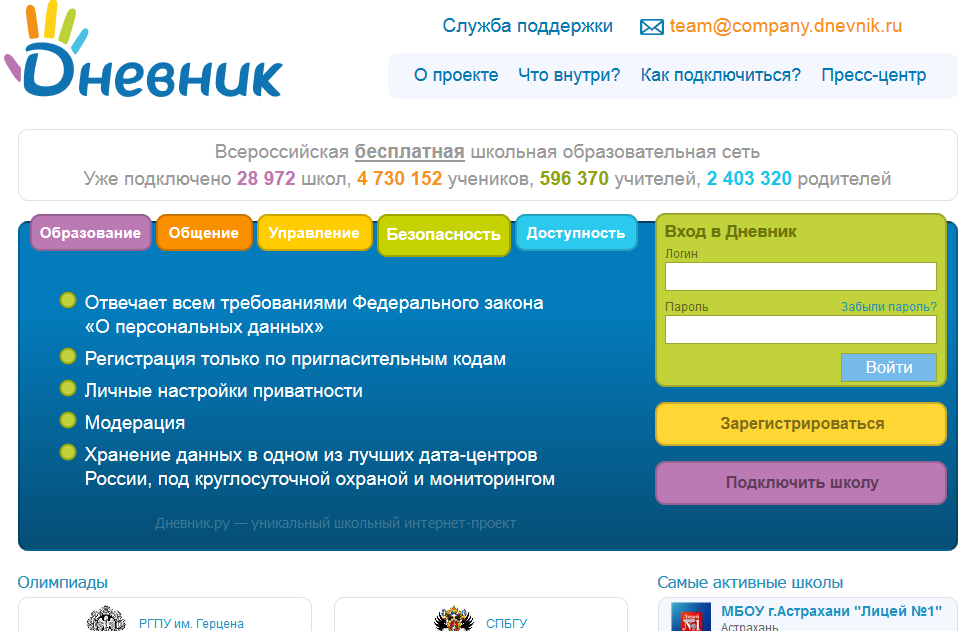 Дневник
Служба поддержки team@company.dnevnik.ru
О проекте Что внутри? Как подключиться? Пресс-центр
Всероссийская бесплатная школьная образовательная сеть
Уже подключено 28 972 школ, 4 730 152 учеников, 596 370 учителей, 2 403 320 родителей
Образование Общение Управление Безопасность Доступность
Отвечает всем требованиями Федерального закона
«О персональных данных»
Регистрация только по пригласительным кодам
Личные настройки приватности
Модерация
Хранение данных в одном из лучших дата-центров
России, под круглосуточной охраной и мониторингом
Дневник.ру — уникальный школьный интернет-проект
Вход в Дневник
Логин
Пароль Забыли пароль?
Войти
Зарегистрироваться
Подключить школу
Олимпиады
РГПУ им. Герцена
СПБГУ
Самые активные школы
МБОУ г.Астрахани "Лицей №1"
Астрахань